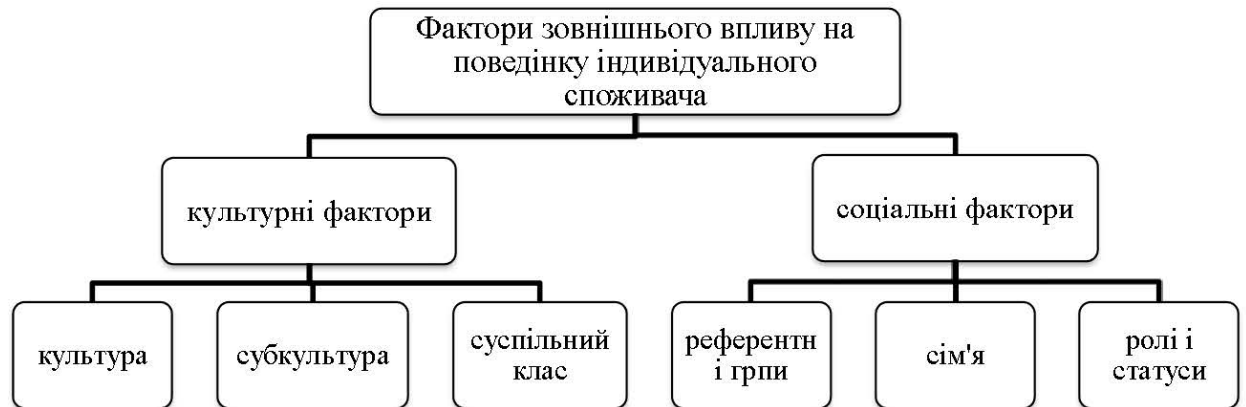 Фактори зовнішнього впливу на
поведінку індивідуального
споживача
культурні фактори
соціальні фактори
культура
субкультура
суспільний
клас
референтн
і грпи
сім'я
ролі і
статуси